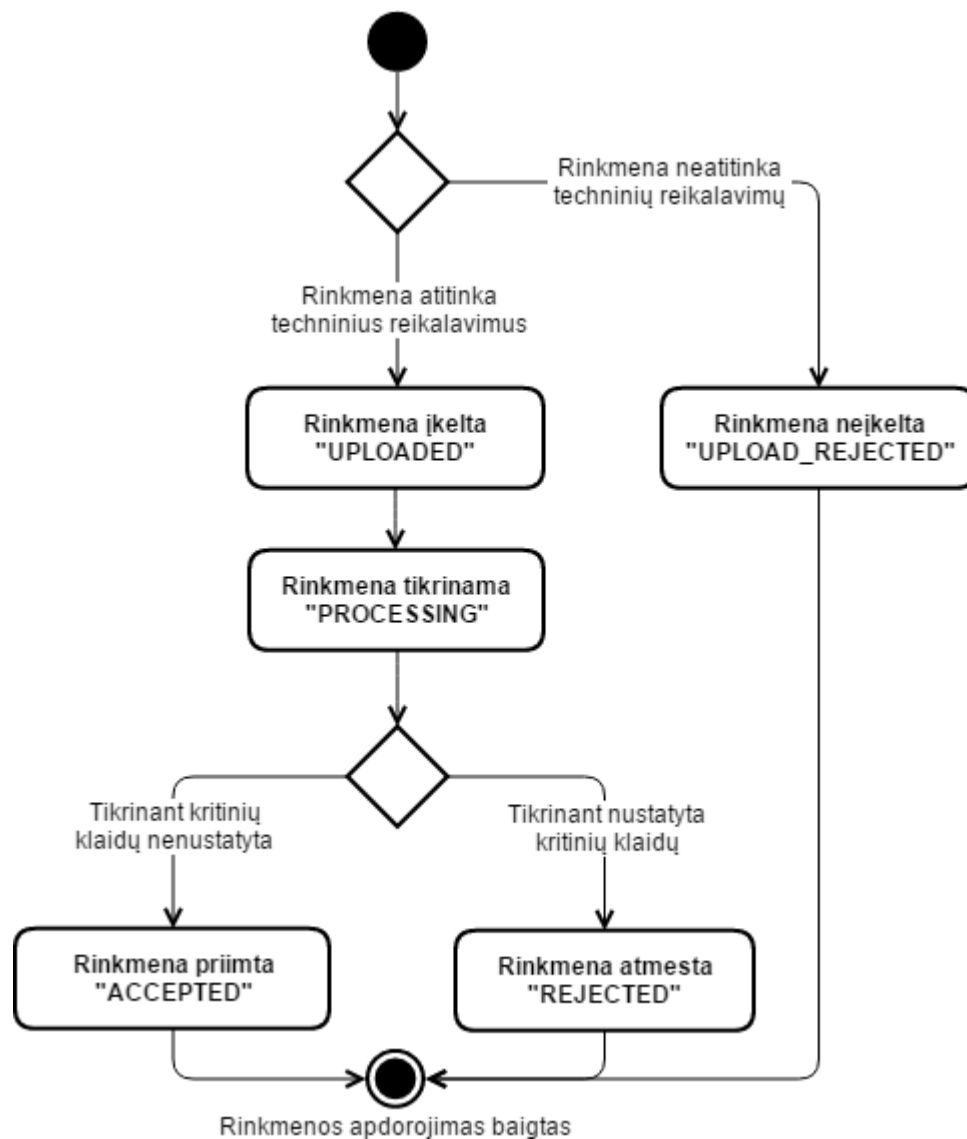 Rinkmena neatitinka
techninių reikalavimų
Rinkmena atitinka
techninius reikalavimus
Rinkmena įkelta
"UPLOADED"
Rinkmena neįkelta
"UPLOAD_REJECTED"
Rinkmena tikrinama
"PROCESSING"
Tikrinant kritinių
klaidų nenustatyta
Tikrinant nustatyta
kritinių klaidų
Rinkmena priimta
"ACCEPTED"
Rinkmena atmesta
"REJECTED"
Rinkmenos apdorojimas baigtas